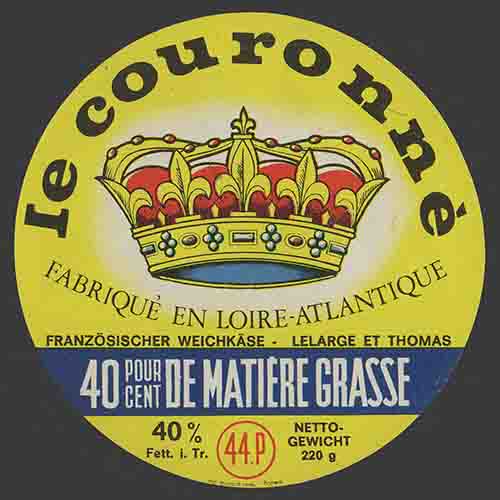 le couronné
FABRIQUÉ EN LOIRE-ATLANTIQUE
FRANZÖSISCHER WEICHKÄSE - LELARGE ET THOMAS
40 POUR CENT DE MATIÈRE GRASSE
40 %
Fett. i. Tr.
44.P
NETTO-
GEWICHT
220 g